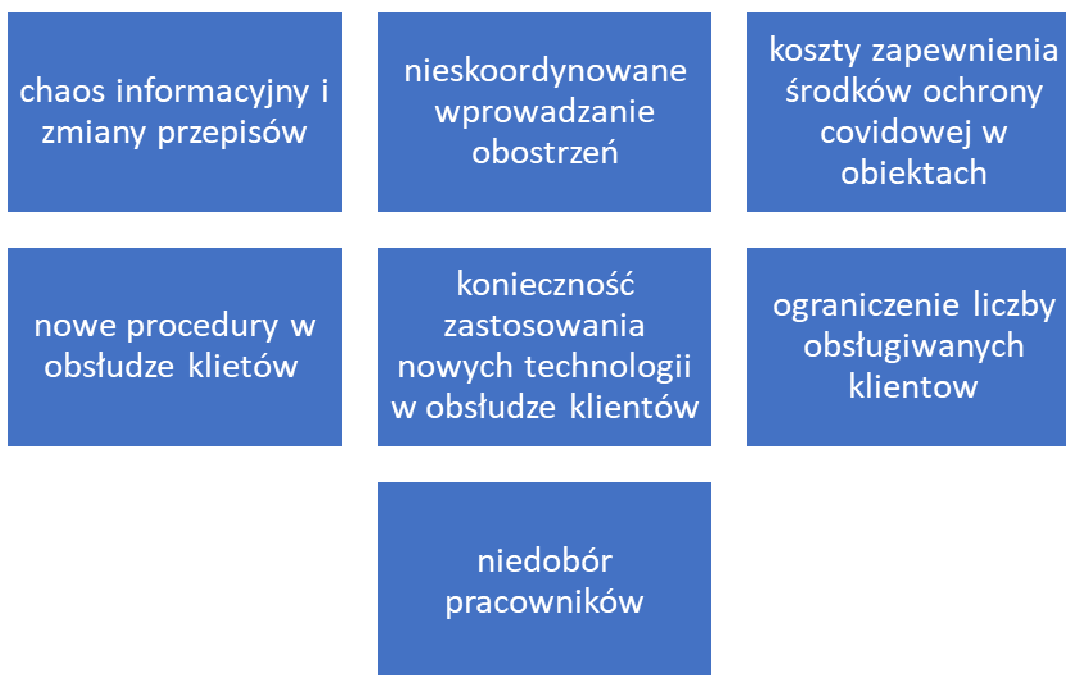 chaos informacyjny i
zmiany przepisów
nieskoordynowane
wprowadzanie
obostrzeń
koszty zapewnienia
środków ochrony
covidowej w
obiektach
nowe procedury w
obsłudze klietów
konieczność
zastosowania
nowych technologii
w obsłudze klientów
ograniczenie liczby
obsługiwanych
klientow
niedobór
pracowników